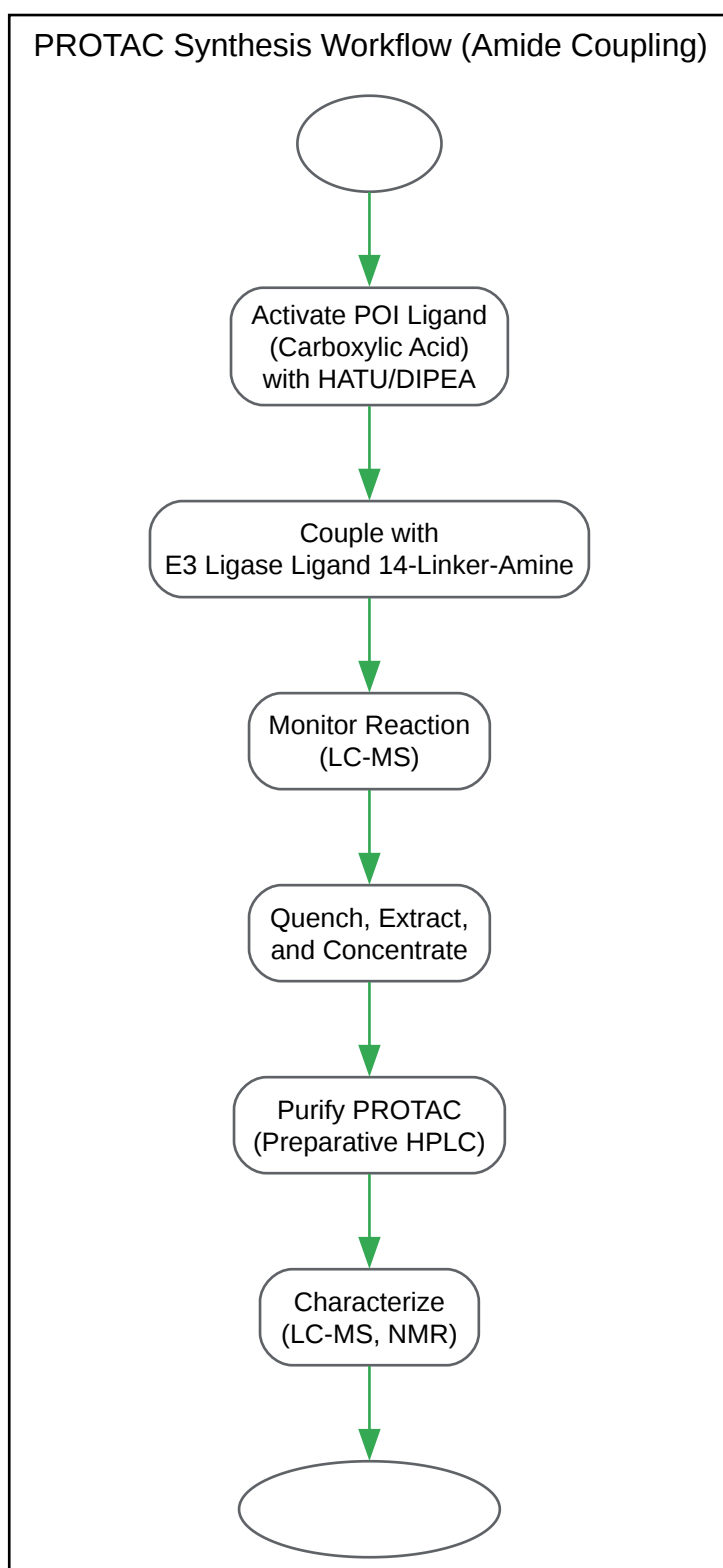 PROTAC Synthesis Workflow (Amide Coupling)
Activate POI Ligand
(Carboxylic Acid)
with HATU/DIPEA
Couple with
E3 Ligase Ligand 14-Linker-Amine
Monitor Reaction
(LC-MS)
Quench, Extract,
and Concentrate
Purify PROTAC
(Preparative HPLC)
Characterize
(LC-MS, NMR)